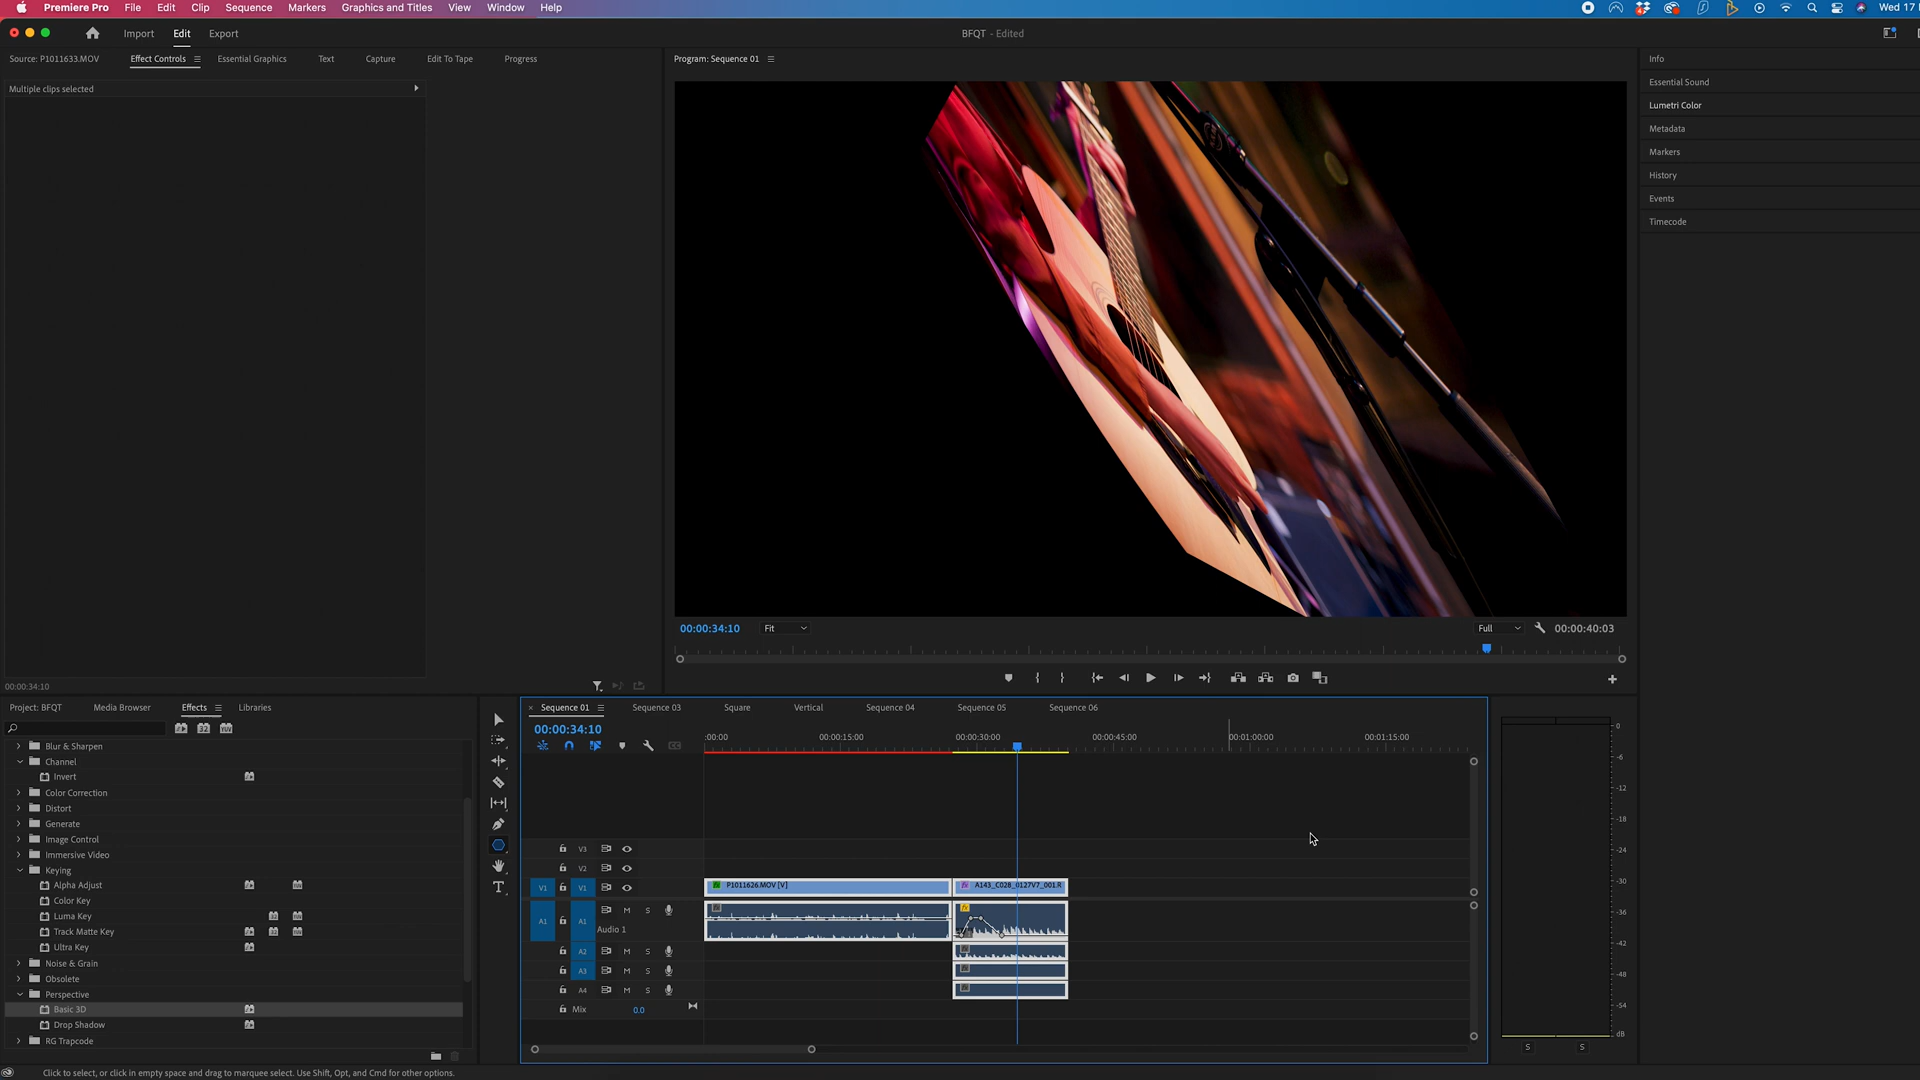 Premiere Pro File Edit Clip Sequence Markers Graphics and Titles View Window Help
Wed 17
Import Edit Export
BFQT - Edited
Source: P1011633.MOV Effect Controls Essential Graphics Text Capture Edit To Tape Progress
Program: Sequence 01
Info
Essential Sound
Lumetri Color
Metadata
Markers
History
Events
Timecode
Multiple clips selected
00:00:34:10 Fit Full 00:00:40:03
00:00:34:10
Project: BFQT Media Browser Effects Libraries
Sequence 01 Sequence 03 Square Vertical Sequence 04 Sequence 05 Sequence 06
00:00:34:10
:00:00 00:00:15:00 00:00:30:00 00:00:45:00 00:01:00:00 00:01:15:00
Blur & Sharpen
Channel
Invert
Color Correction
Distort
Generate
Image Control
Immersive Video
Keying
Alpha Adjust
Color Key
Luma Key
Track Matte Key
Ultra Key
Noise & Grain
Obsolete
Perspective
Basic 3D
Drop Shadow
RG Trapcode
V3
V2
V1 V1 P1011626.MOV [V] A143_C028_0127V7_001.R
A1 A1 M S
Audio 1
A2 M S
A3 M S
A4 M S
Mix 0.0
0
-6
-12
-18
-24
-30
-36
-42
-48
-54
dB
S S
Click to select, or click in empty space and drag to marquee select. Use Shift, Opt, and Cmd for other options.